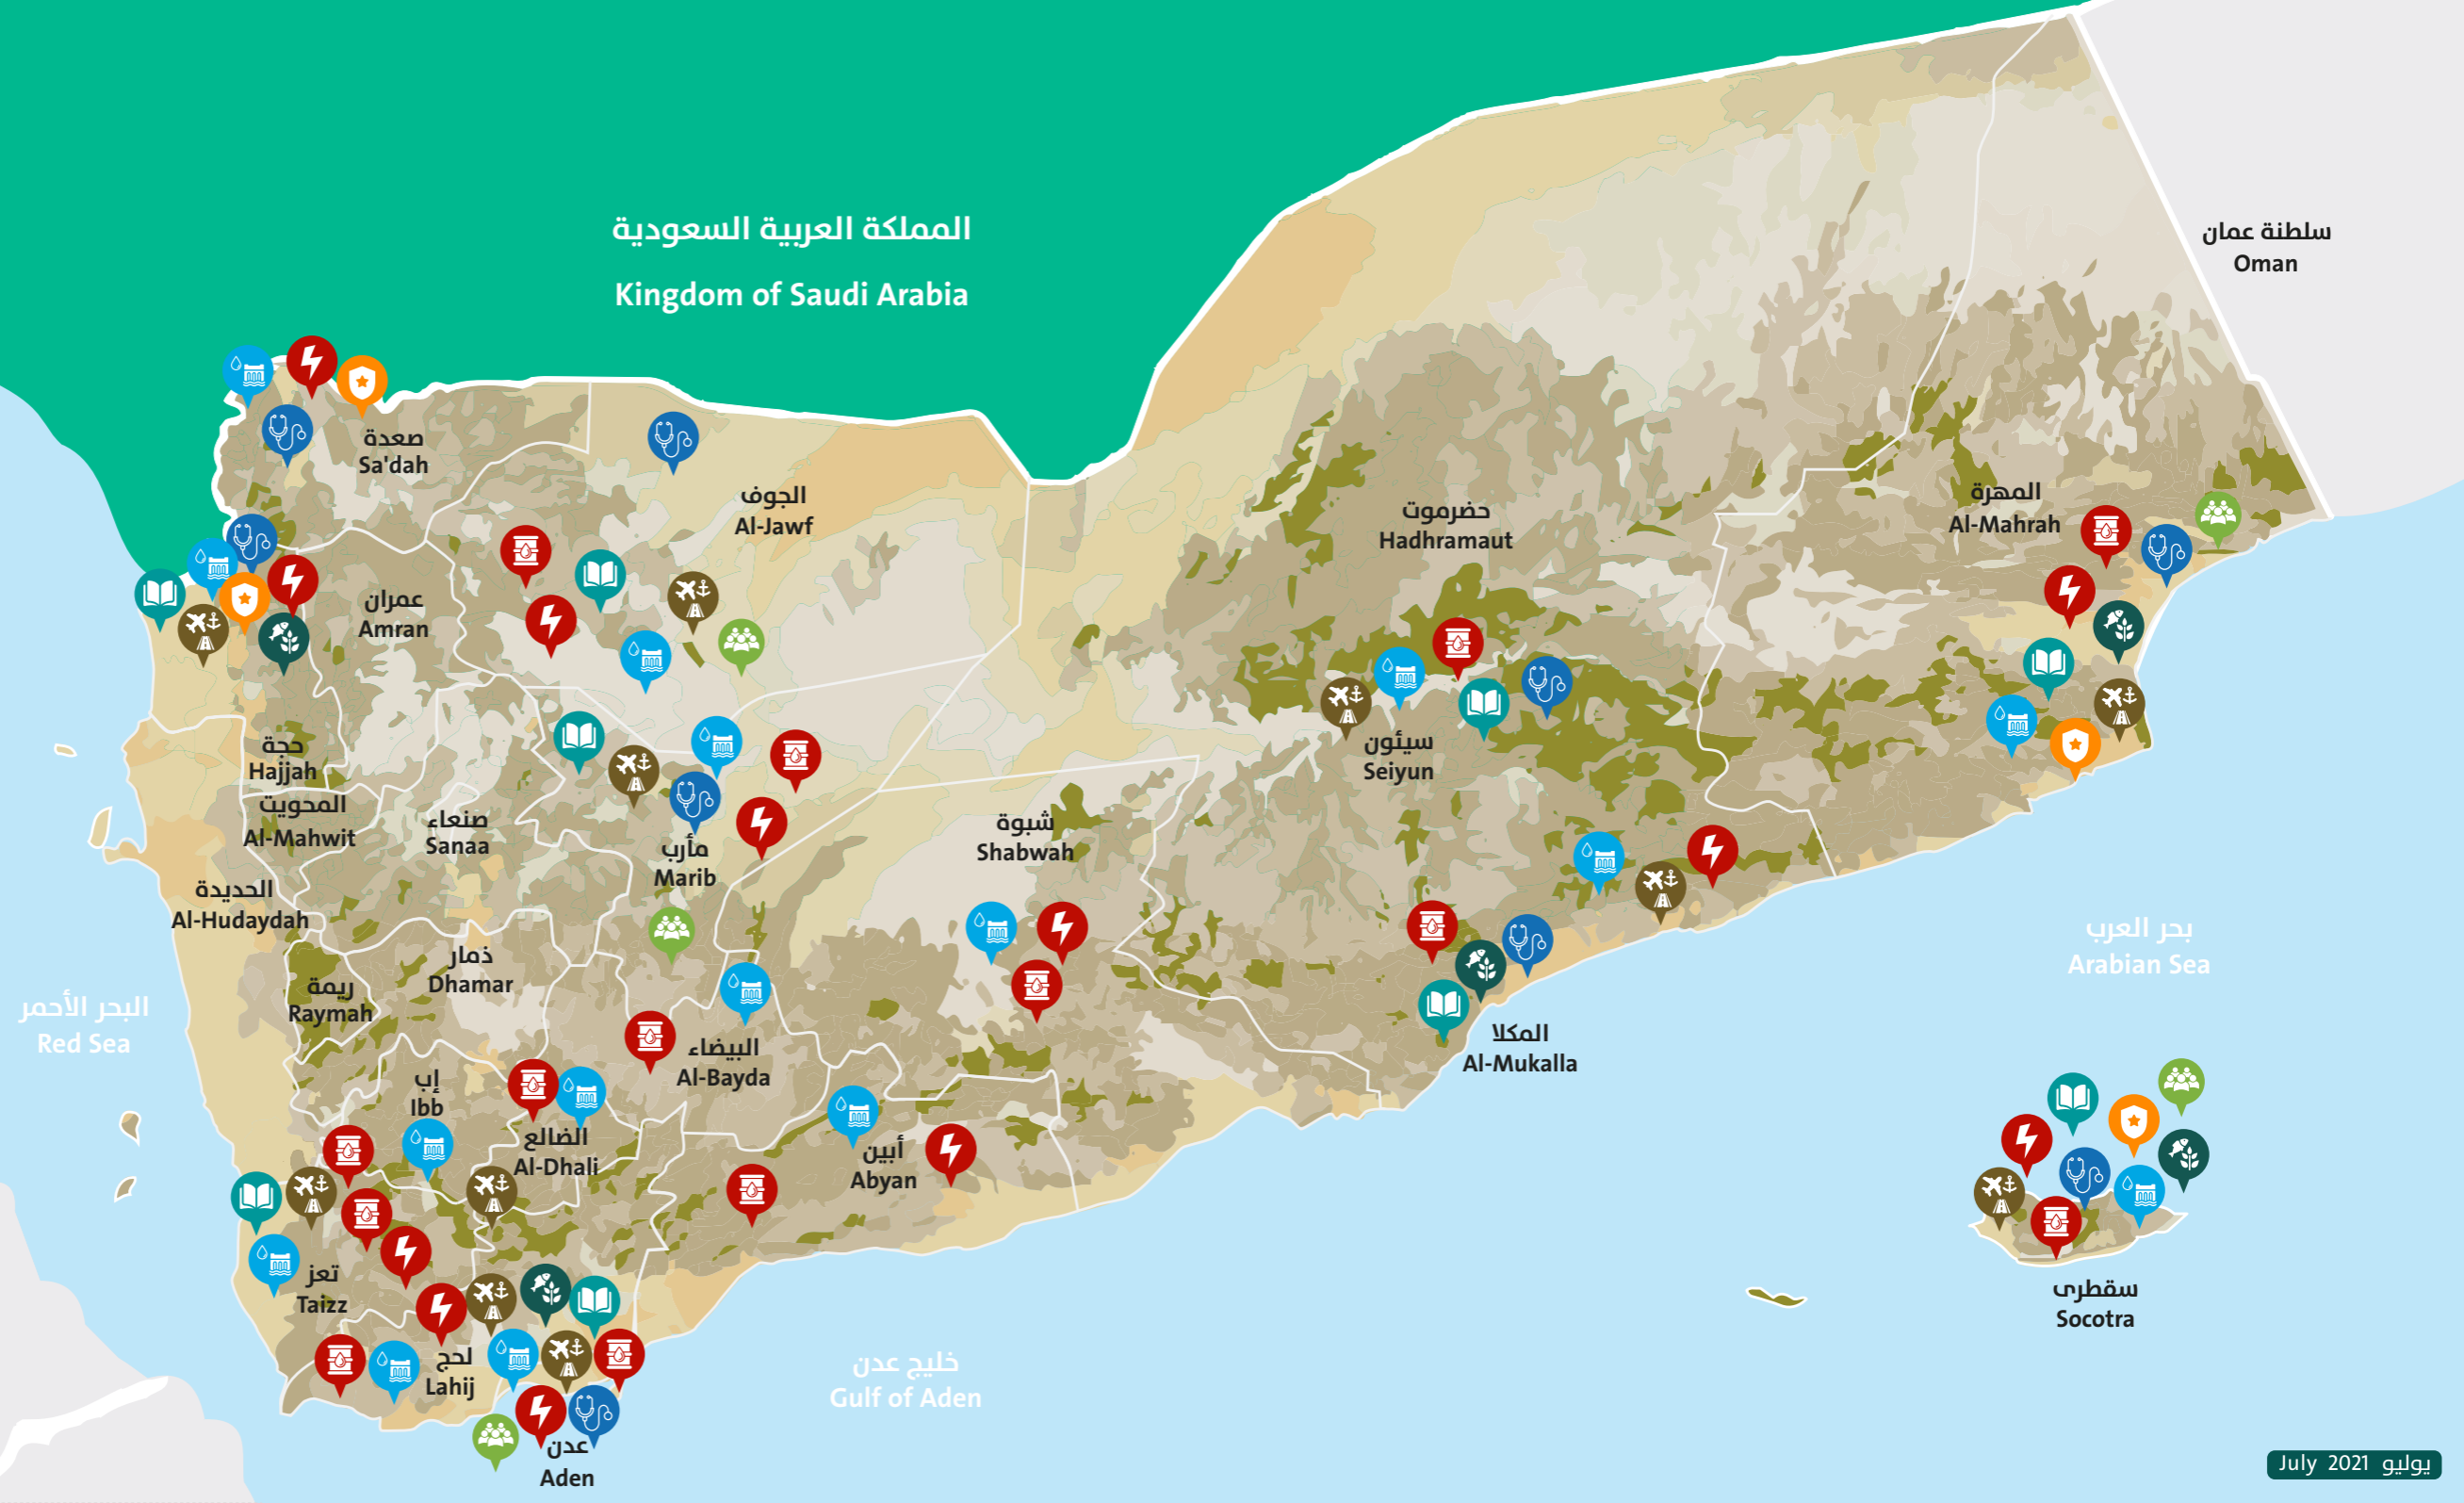 المملكة العربية السعودية
Kingdom of Saudi Arabia
سلطنة عمان
Oman
صعدة
Sa'dah
الجوف
Al-Jawf
حضرموت
Hadhramaut
المهرة
Al-Mahrah
عمران
Amran
حجة
Hajjah
سيئون
Seiyun
المحويت
Al-Mahwit
صنعاء
Sanaa
مأرب
Marib
شبوة
Shabwah
الحديدة
Al-Hudaydah
بحر العرب
Arabian Sea
ذمار
Dhamar
ريمة
Raymah
البحر الأحمر
Red Sea
البيضاء
Al-Bayda
المكلا
Al-Mukalla
إب
Ibb
الضالع
Al-Dhali
أبين
Abyan
تعز
Taizz
سقطرى
Socotra
لحج
Lahij
خليج عدن
Gulf of Aden
عدن
Aden
July 2021 يوليو